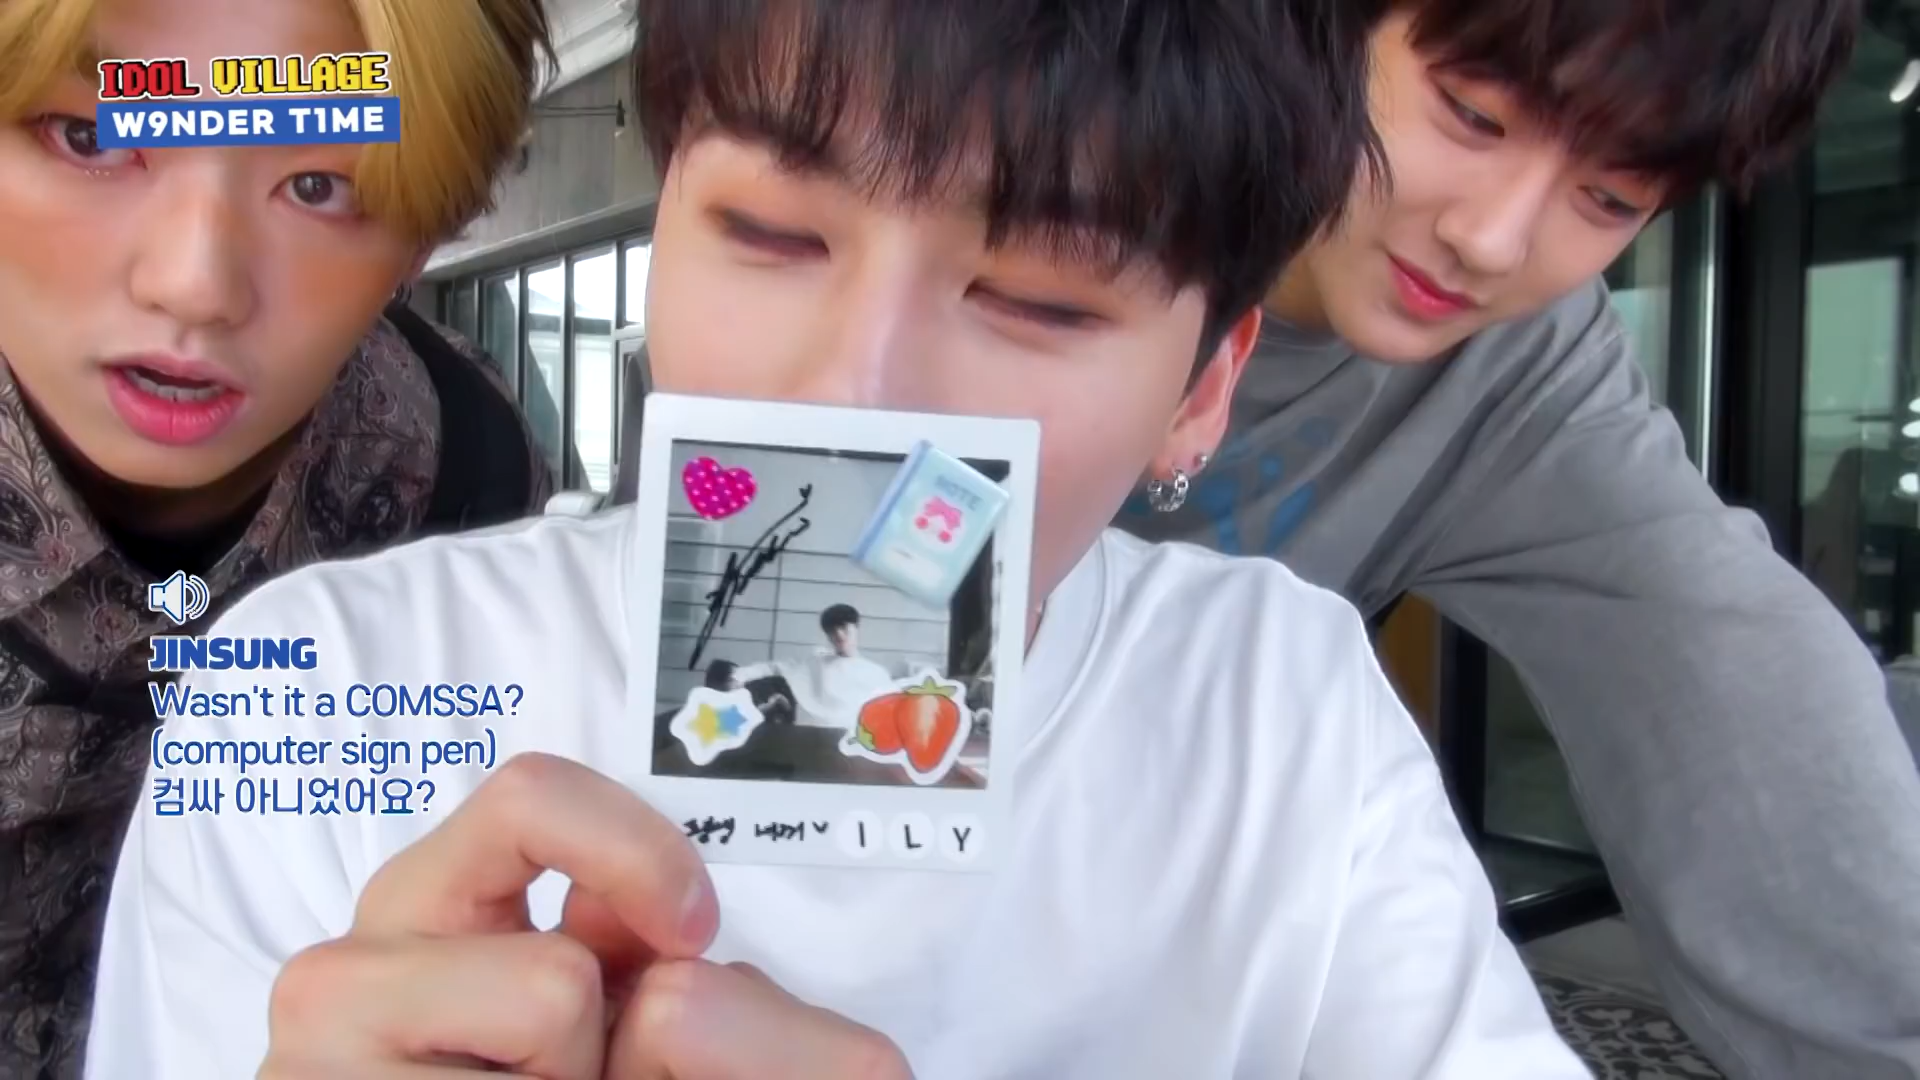 IDOL VILLAGE
W9NDER T1ME
NOTE
JINSUNG
Wasn't it a COMSSA?
(computer sign pen)
컴싸 아니었어요?
I L Y